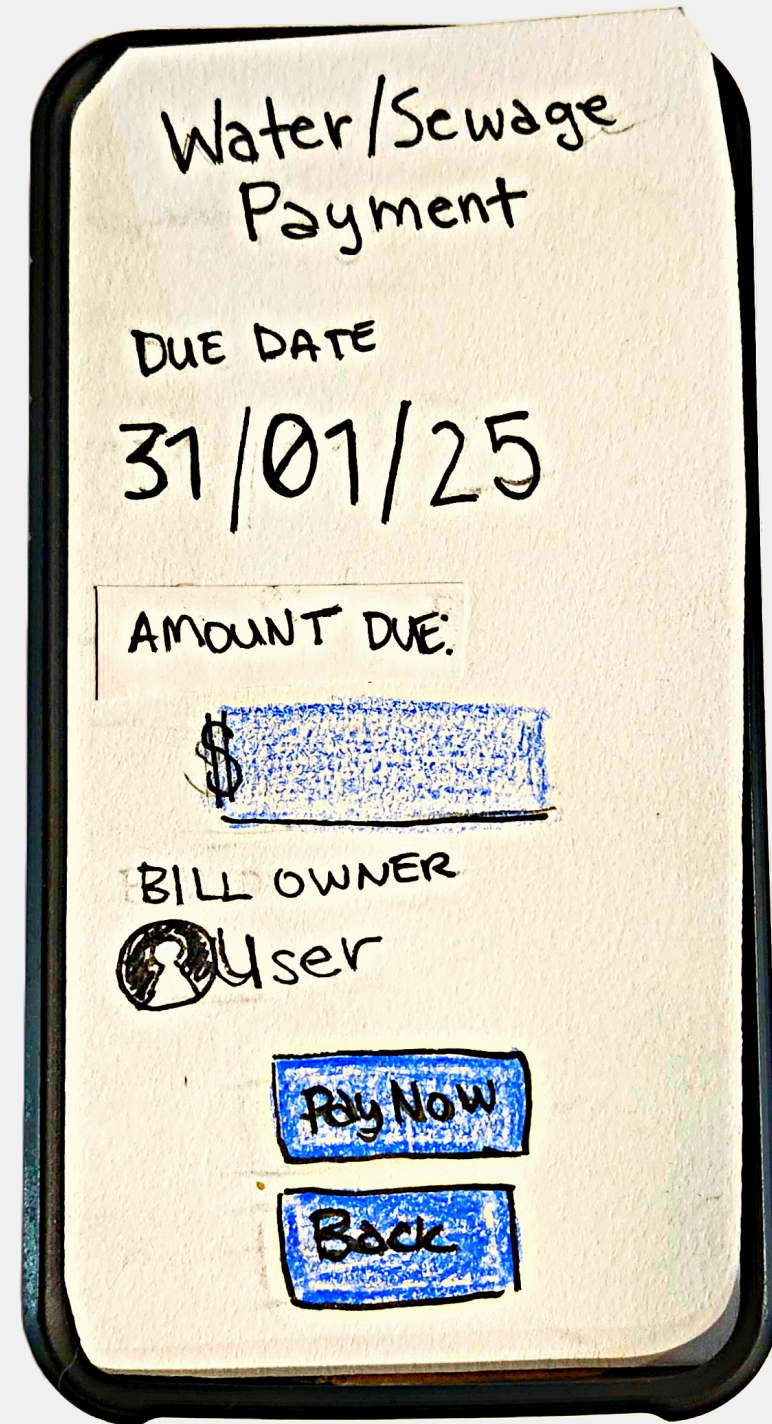 Water/Sewage
Payment
DUE DATE
31/01/25
AMOUNT DUE:
$
BILL OWNER
User
Pay Now
Back